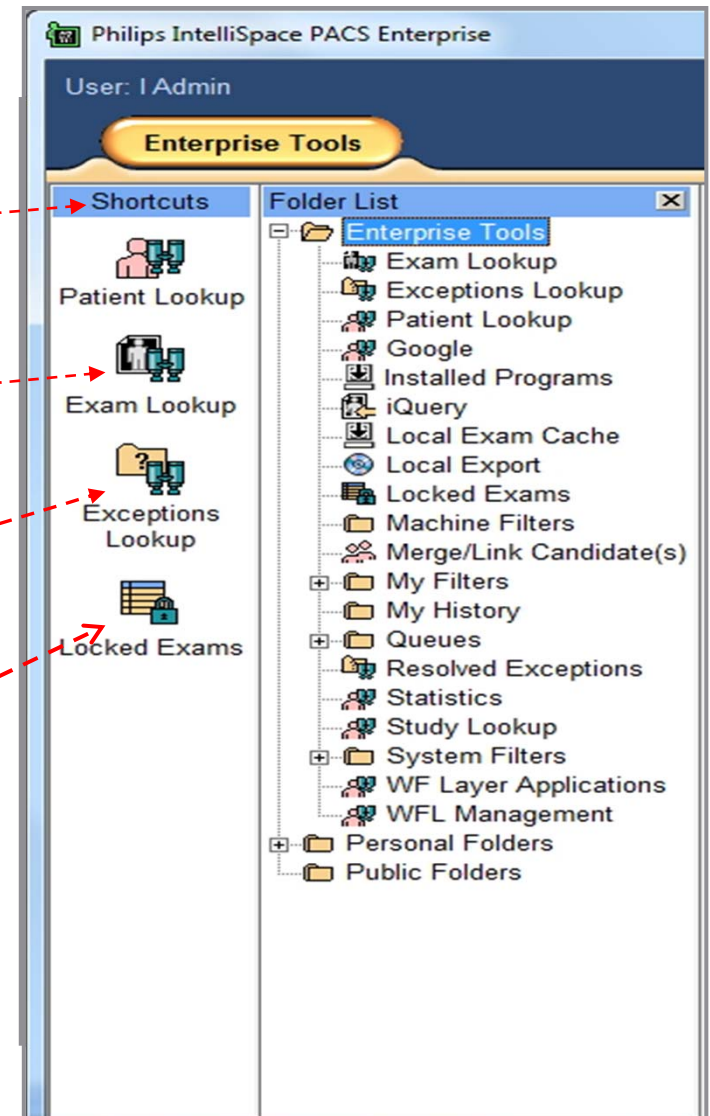 Philips IntelliSpace PACS Enterprise
User: I Admin
Enterprise Tools
Shortcuts
Patient Lookup
Exam Lookup
Exceptions
Lookup
Locked Exams
Folder List
Enterprise Tools
Exam Lookup
Exceptions Lookup
Patient Lookup
Google
Installed Programs
iQuery
Local Exam Cache
Local Export
Locked Exams
Machine Filters
Merge/Link Candidate(s)
My Filters
My History
Queues
Resolved Exceptions
Statistics
Study Lookup
System Filters
WF Layer Applications
WFL Management
Personal Folders
Public Folders